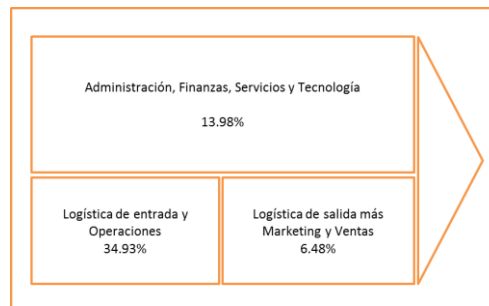 Administración, Finanzas, Servicios y Tecnología
13.98%
Logística de entrada y
Operaciones
34.93%
Logística de salida más
Marketing y Ventas
6.48%